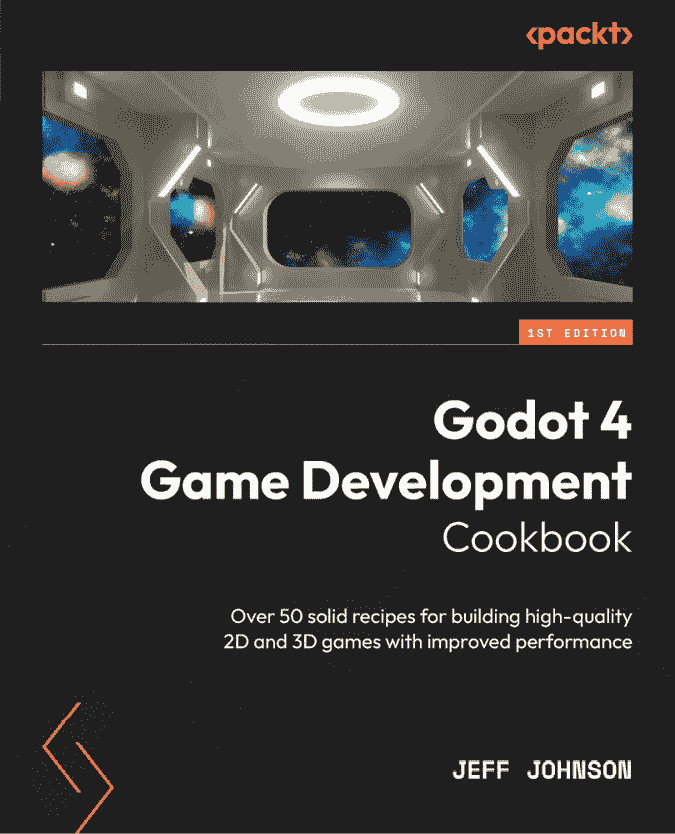 <packt>
1ST EDITION
Godot 4
Game Development
Cookbook
Over 50 solid recipes for building high-quality
2D and 3D games with improved performance
JEFF JOHNSON